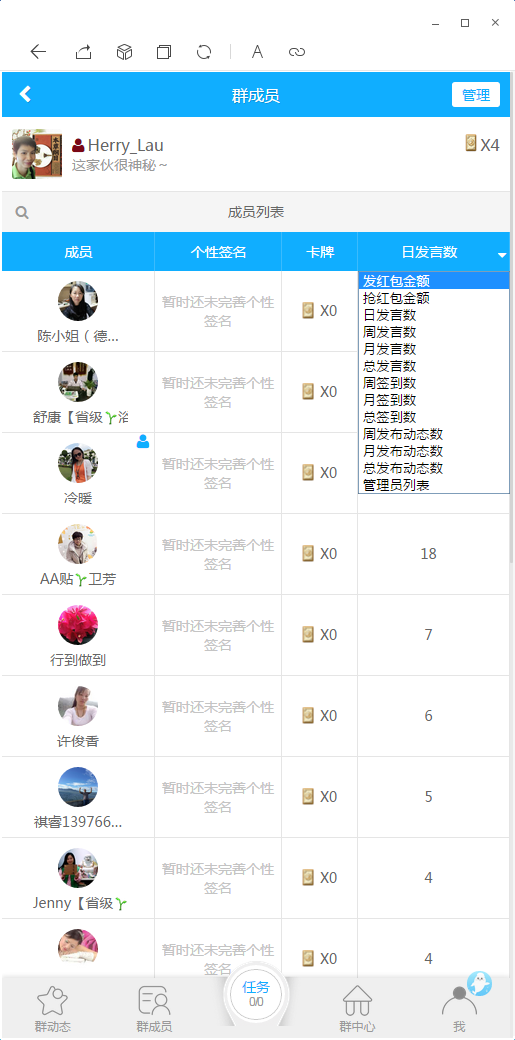 A
群成员
管理
Herry_Lau
X4
这家伙很神秘～
成员列表
成员 个性签名 卡牌 日发言数
发红包金额
抢红包金额
日发言数
周发言数
月发言数
总发言数
周签到数
月签到数
总签到数
周发布动态数
月发布动态数
总发布动态数
管理员列表
暂时还未完善个性
签名
X0
陈小姐（德...
暂时还未完善个性
签名
X0
舒康【省级
暂时还未完善个性
签名
X0
冷暖
暂时还未完善个性
签名
X0
18
AA贴 卫芳
暂时还未完善个性
签名
X0
7
行到做到
暂时还未完善个性
签名
X0
6
许俊香
暂时还未完善个性
签名
X0
5
祺睿139766...
暂时还未完善个性
签名
X0
4
Jenny【省级
暂时还未完善个性
签名
X0
4
任务
0/0
群动态
群成员
群中心
我